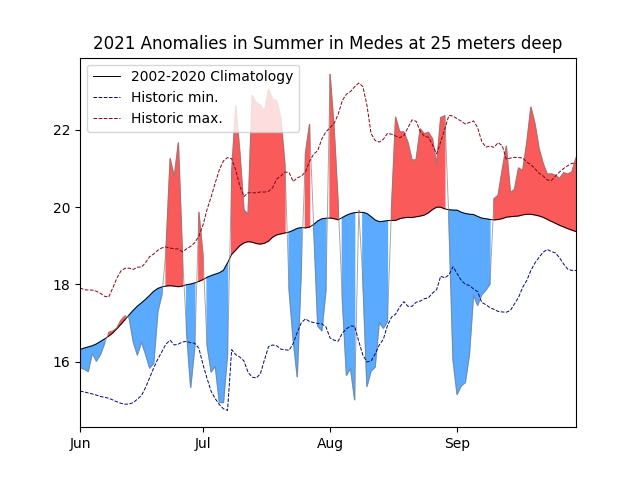 2021 Anomalies in Summer in Medes at 25 meters deep
2002-2020 Climatology
Historic min.
Historic max.
22
20
18
16
Jun Jul Aug Sep